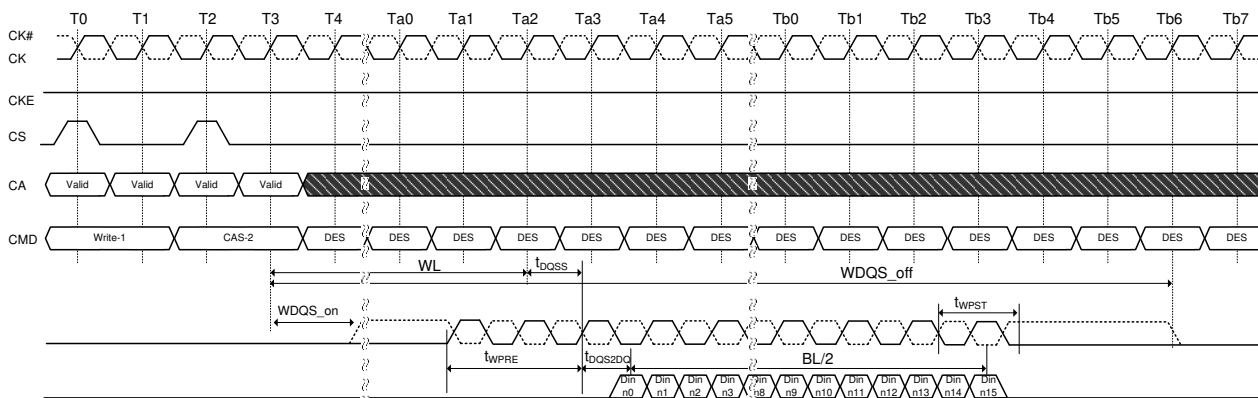 T0 T1 T2 T3 T4 Ta0 Ta1 Ta2 Ta3 Ta4 Ta5 Tb0 Tb1 Tb2 Tb3 Tb4 Tb5 Tb6 Tb7
CK#
CK
CKE
CS
CA Valid Valid Valid Valid
CMD Write-1 CAS-2 DES DES DES DES DES DES DES DES DES DES DES DES DES DES DES
WL tDQSS WDQS_off
WDQS_on tWPST
tWPRE tDQS2DQ BL/2
Din n0 Din n1 Din n2 Din n3 Din n8 Din n9 Din n10 Din n11 Din n12 Din n13 Din n14 Din n15